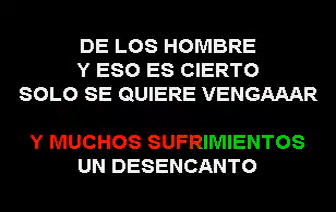 DE LOS HOMBRE
Y ESO ES CIERTO
SOLO SE QUIERE VENGAAAR
Y MUCHOS SUFRIMIENTOS
UN DESENCANTO